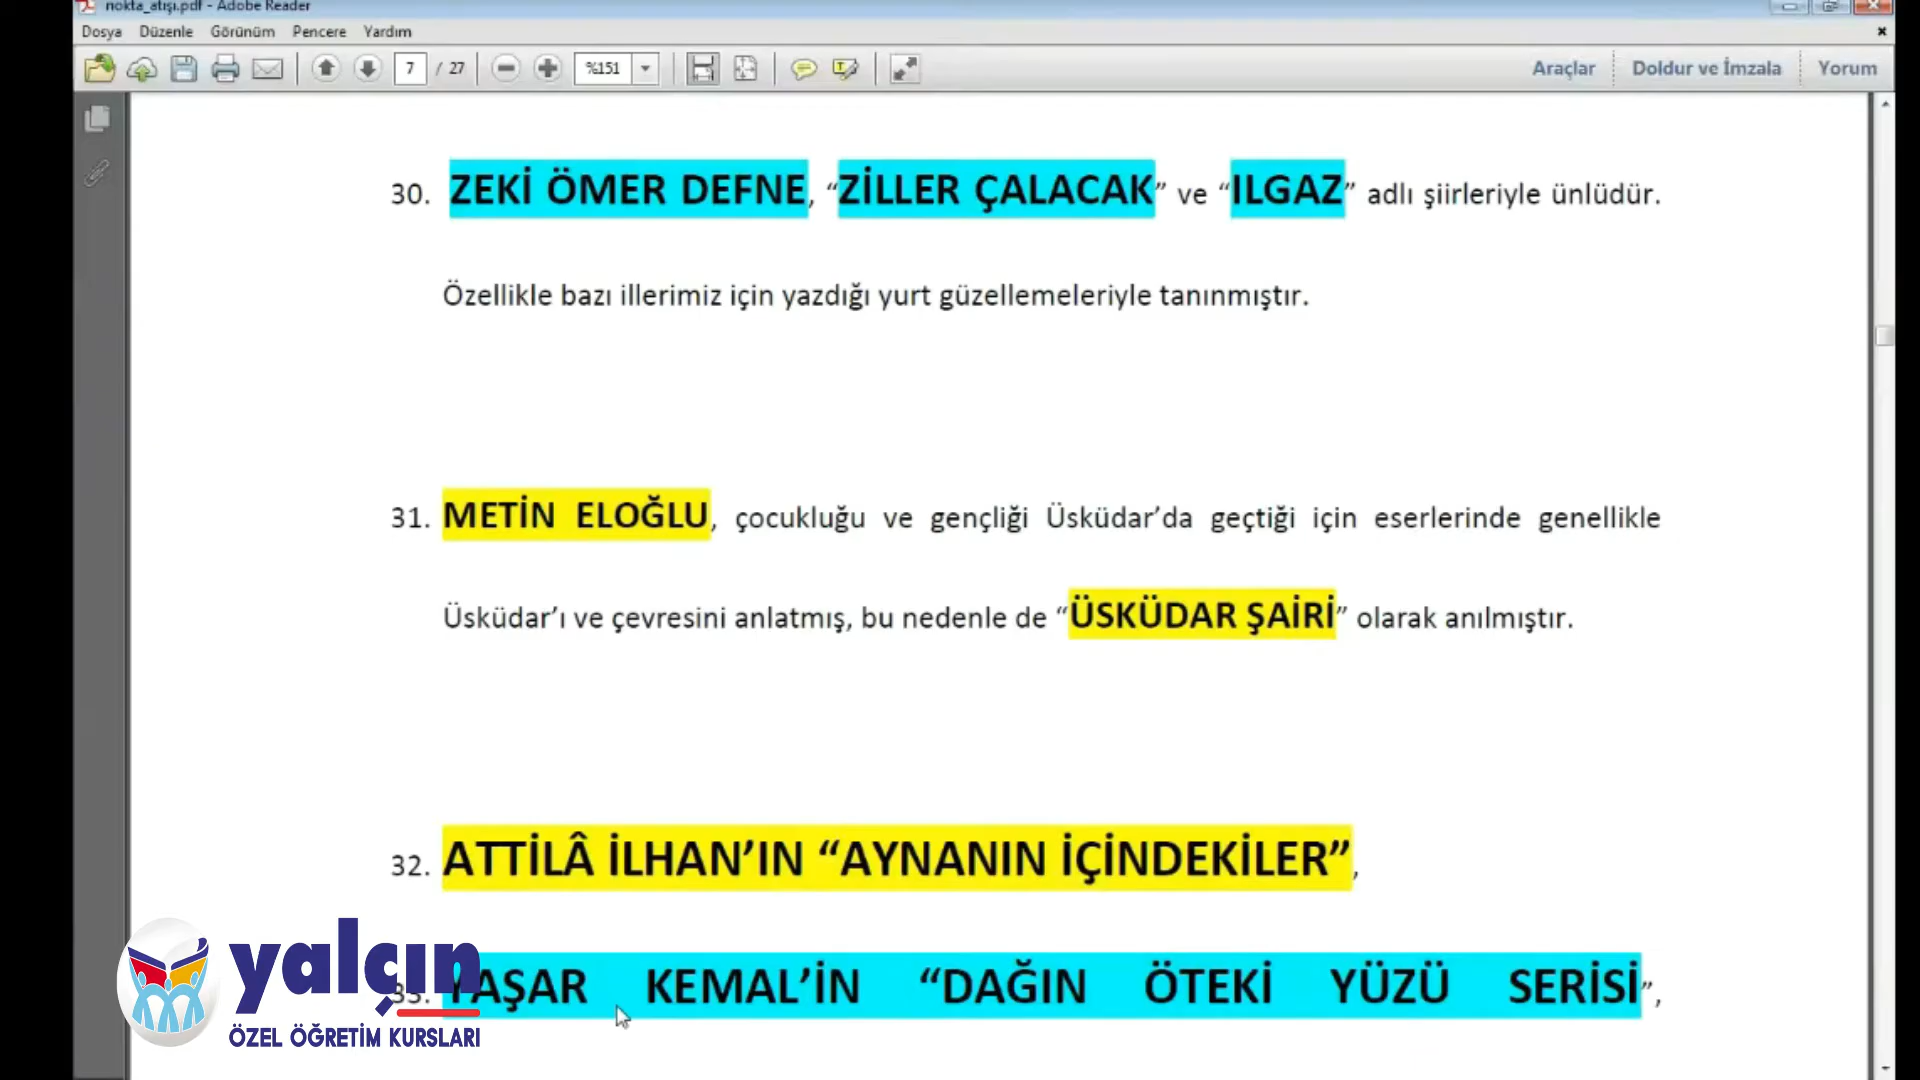 nokta_atışı.pdf - Adobe Reader
Dosya Düzenle Görünüm Pencere Yardım
7 / 27 %151 Araçlar Doldur ve İmzala Yorum
30. ZEKİ ÖMER DEFNE, “ZİLLER ÇALACAK” ve “ILGAZ” adlı şiirleriyle ünlüdür.
Özellikle bazı illerimiz için yazdığı yurt güzellemeleriyle tanınmıştır.
31. METİN ELOĞLU, çocukluğu ve gençliği Üsküdar’da geçtiği için eserlerinde genellikle
Üsküdar’ı ve çevresini anlatmış, bu nedenle de “ÜSKÜDAR ŞAİRİ” olarak anılmıştır.
32. ATTİLÂ İLHAN’IN “AYNANIN İÇİNDEKİLER”,
33. YAŞAR KEMAL’İN “DAĞIN ÖTEKİ YÜZÜ SERİSİ”,
yalçın
ÖZEL ÖĞRETİM KURSLARI